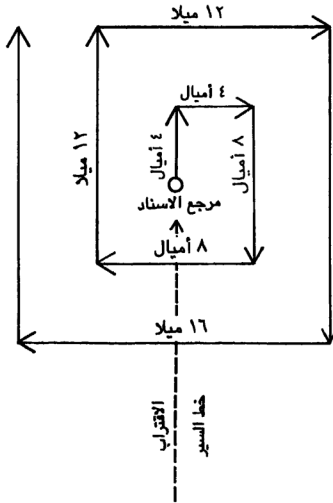 ١٢ ميلا
٤ أميال
٤ أميال
٨ أميال
١٢ ميلا
مرجع الاسناد
٨ أميال
١٦ ميلا
الاقتراب
خط السير